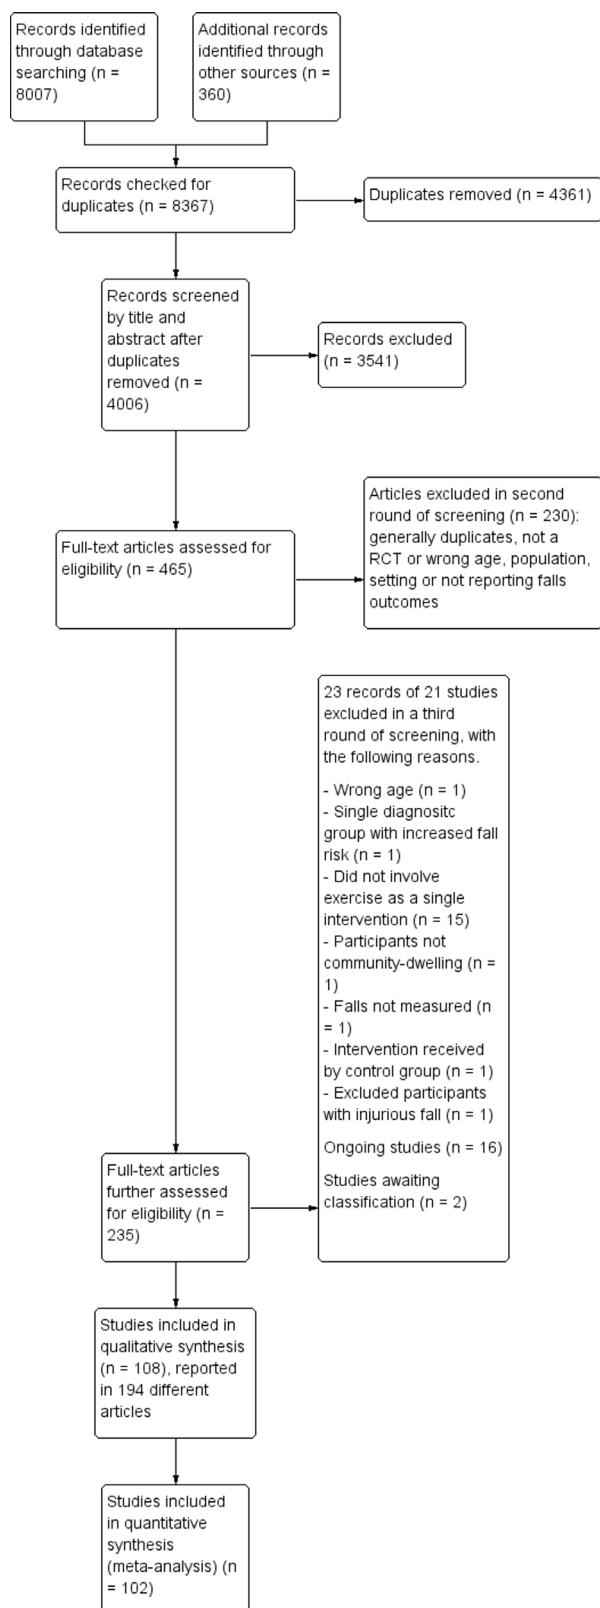 Records identified
through database
searching (n =
8007)
Additional records
identified through
other sources (n =
360)
Records checked for
duplicates (n = 8367)
Duplicates removed (n = 4361)
Records screened
by title and
abstract after
duplicates
removed (n =
4006)
Records excluded
(n = 3541)
Full-text articles assessed for
eligibility (n = 465)
Articles excluded in second
round of screening (n = 230):
generally duplicates, not a
RCT or wrong age, population,
setting or not reporting falls
outcomes
23 records of 21 studies
excluded in a third
round of screening, with
the following reasons.
- Wrong age (n = 1)
- Single diagnositc
group with increased fall
risk (n = 1)
- Did not involve
exercise as a single
intervention (n = 15)
- Participants not
community-dwelling (n =
1)
- Falls not measured (n
= 1)
- Intervention received
by control group (n = 1)
- Excluded participants
with injurious fall (n = 1)
Ongoing studies (n = 16)
Studies awaiting
classification (n = 2)
Full-text articles
further assessed
for eligibility (n =
235)
Studies included in
qualitative synthesis
(n = 108), reported
in 194 different
articles
Studies included
in quantitative
synthesis
(meta-analysis) (n
= 102)